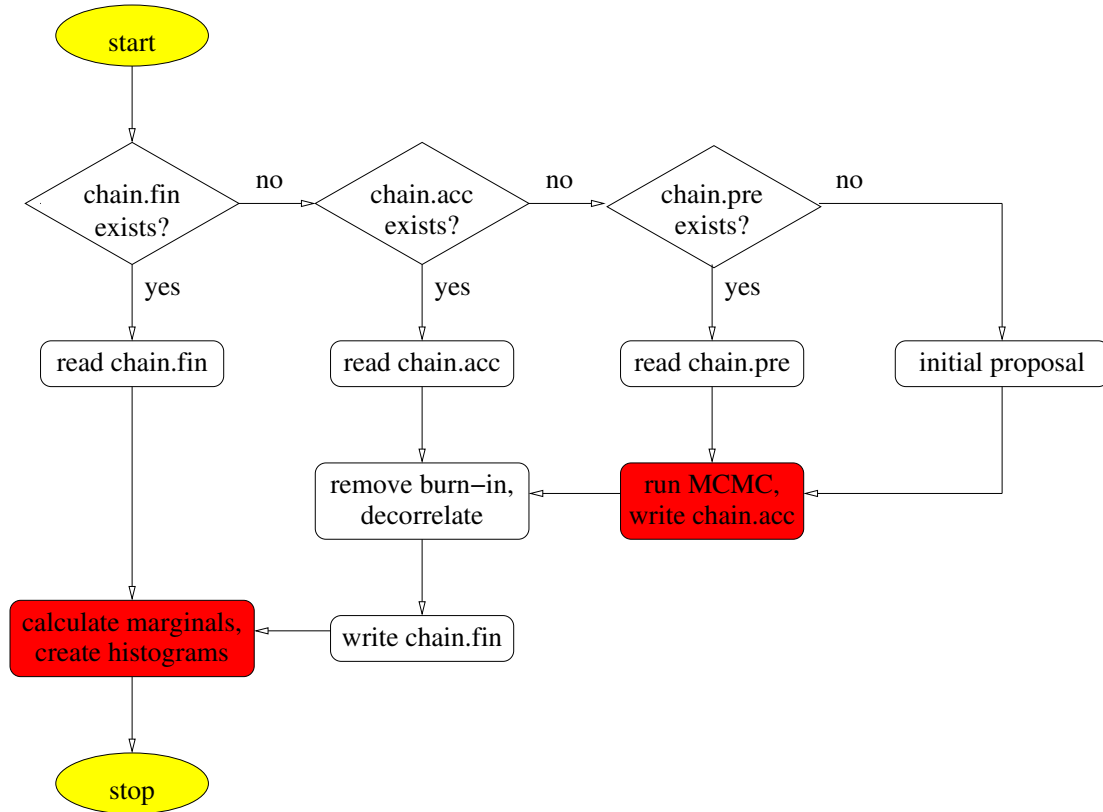 start
chain.fin
exists?
no
chain.acc
exists?
no
chain.pre
exists?
no
yes
yes
yes
read chain.fin
read chain.acc
read chain.pre
initial proposal
remove burn−in,
decorrelate
run MCMC,
write chain.acc
calculate marginals,
create histograms
write chain.fin
stop